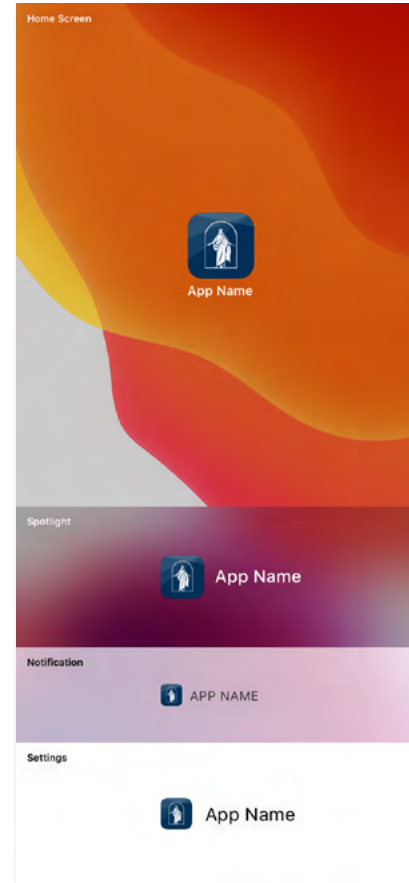 Home Screen
App Name
Spotlight
App Name
Notification
APP NAME
Settings
App Name